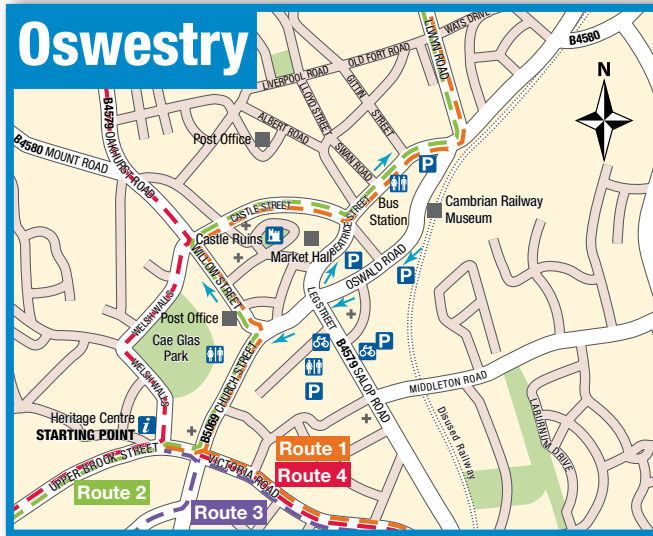 Oswestry
WATS DRIVE
B4580
LLWYN ROAD
OLD FORT ROAD
LIVERPOOL ROAD
N
GITTIN STREET
LLOYD STREET
B4579 OAKHURST ROAD
ALBERT ROAD
Post Office
SWAN ROAD
B4580 MOUNT ROAD
P
Bus
Station
Cambrian Railway
Museum
CASTLE STREET
BEATRICE STREET
Castle Ruins
Market Hall
P
OSWALD ROAD
P
WILLOW STREET
LEG STREET
WELSH WALLS
Post Office
Cae Glas
Park
P
B4579 SALOP ROAD
WELSH WALLS
P
MIDDLETON ROAD
B5069 CHURCH STREET
LABURNUM DRIVE
Heritage Centre
STARTING POINT
i
Disused Railway
Route 1
UPPER BROOK STREET
VICTORIA ROAD
Route 4
Route 2
Route 3